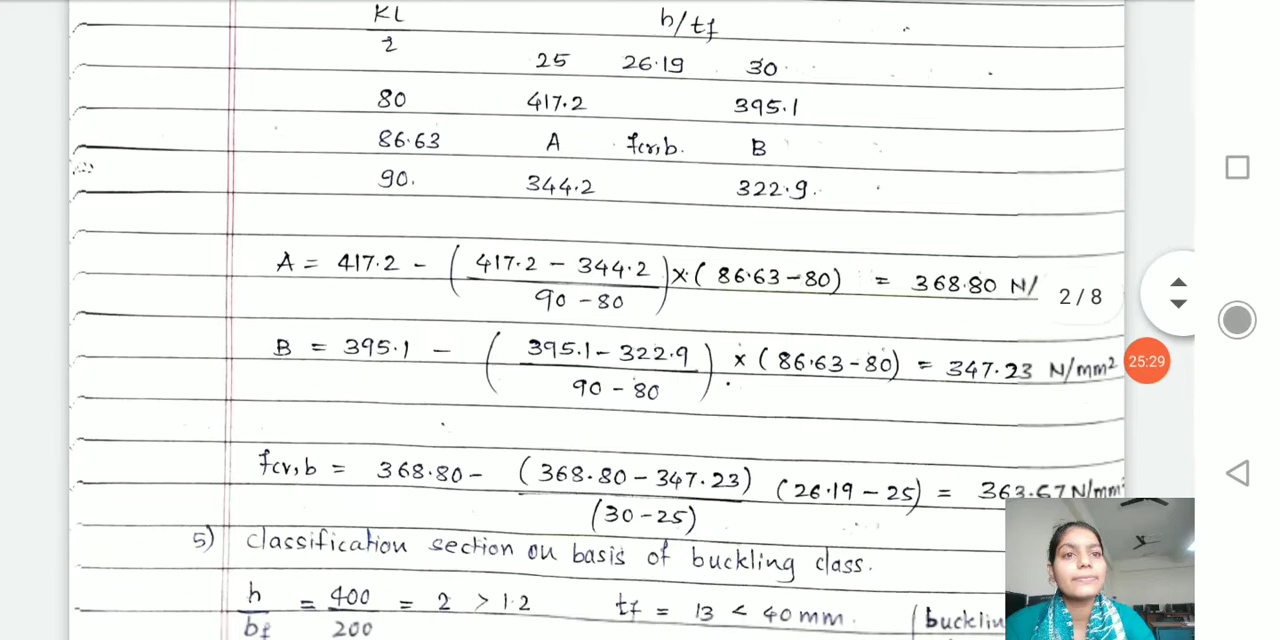 KL h/tf
2
25 26.19 30
80 417.2 395.1
86.63 A fcr,b. B
90. 344.2 322.9.
A = 417.2 - ( 417.2 - 344.2 / 90 - 80 ) × ( 86.63 - 80) = 368.80 N/
2 / 8
B = 395.1 - ( 395.1 - 322.9 / 90 - 80 ) × ( 86.63 - 80) = 347.23 N/mm²
25:29
fcr,b = 368.80 - (368.80 - 347.23) / (30 - 25) (26.19 - 25) = 363.67 N/mm²
5) classification section on basis of buckling class.
h / bf = 400 / 200 = 2 > 1.2 tf = 13 < 40 mm. (bucklin